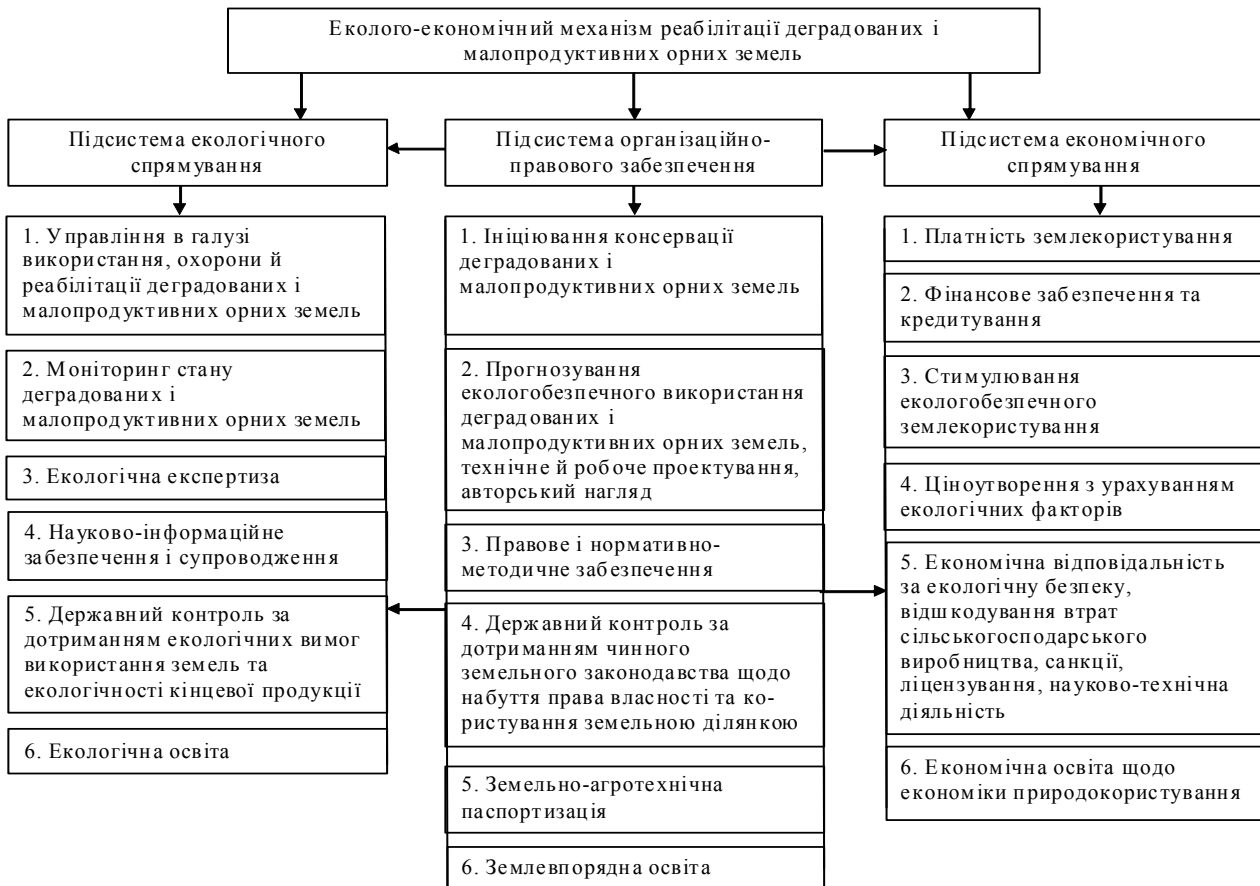 Еколого-економічний механізм реабілітації деградованих і
малопродуктивних орних земель
Підсистема екологічного
спрямування
Підсистема організаційно-
правового забезпечення
Підсистема економічного
спрямування
1. Управління в галузі
використання, охорони й
реабілітації деградованих і
малопродуктивних орних земель
2. Моніторинг стану
деградованих і
малопродуктивних орних земель
3. Екологічна експертиза
4. Науково-інформаційне
забезпечення і супроводження
5. Державний контроль за
дотриманням екологічних вимог
використання земель та
екологічності кінцевої продукції
6. Екологічна освіта
1. Ініціювання консервації
деградованих і
малопродуктивних орних земель
2. Прогнозування
екологобезпечного використання
деградованих і
малопродуктивних орних земель,
технічне й робоче проектування,
авторський нагляд
3. Правове і нормативно-
методичне забезпечення
4. Державний контроль за
дотриманням чинного
земельного законодавства щодо
набуття права власності та ко-
ристування земельною ділянкою
5. Земельно-агротехнічна
паспортизація
6. Землевпорядна освіта
1. Платність землекористування
2. Фінансове забезпечення та
кредитування
3. Стимулювання
екологобезпечного
землекористування
4. Ціноутворення з урахуванням
екологічних факторів
5. Економічна відповідальність
за екологічну безпеку,
відшкодування втрат
сільськогосподарського
виробництва, санкції,
ліцензування, науково-технічна
діяльність
6. Економічна освіта щодо
економіки природокористування